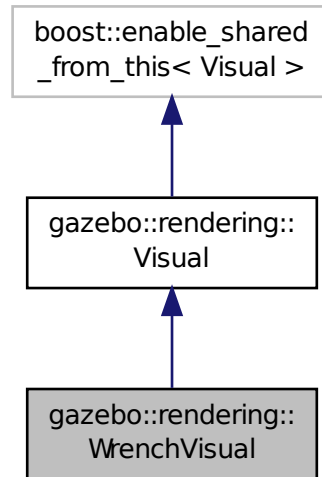 boost::enable_shared
_from_this< Visual >
gazebo::rendering::
Visual
gazebo::rendering::
WrenchVisual